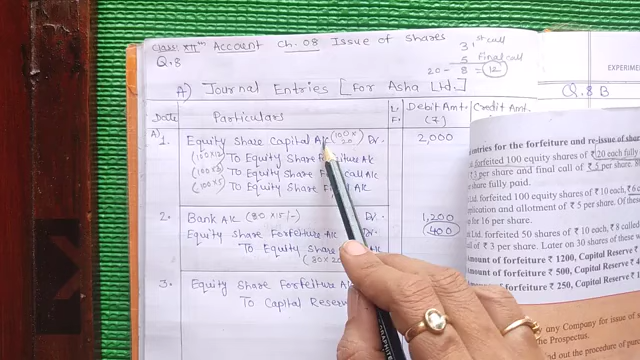 Class XIIth Account Ch. 08 Issue of Shares
Q.8
3 1st call
5 Final call
20 - 8 = 12
A) Journal Entries [For Asha Ltd.]
Date Particulars L.F. Debit Amt. (₹) Credit Amt.
A)
1. Equity Share Capital A/c (100×20) Dr. 2,000
(100×12) To Equity Share Forfeiture A/c
(100×3) To Equity Share First call A/c
(100×5) To Equity Share Final A/c
2. Bank A/c (80×15/-) Dr. 1,200
Equity Share Forfeiture A/c Dr. 400
To Equity Share
(80×20
3. Equity Share Forfeiture A/c
To Capital Reserve
EXPERIM
Q.8 B
entries for the forfeiture and re-issue of shar
forfeited 100 equity shares of ₹ 20 each fully
₹ 3 per share and final call of ₹ 5 per share. 80
share fully paid.
forfeited 100 equity shares of ₹ 10 each, ₹ 6
application and allotment of ₹ 5 per share. Of these
for 16 per share.
Ltd. forfeited 50 shares of ₹ 10 each, ₹ 8 called
call of ₹ 3 per share. Later on 30 shares of these w
Amount of forfeiture ₹ 1200, Capital Reserve ₹
Amount of forfeiture ₹ 500, Capital Reserve ₹ 4
of forfeiture ₹ 250, Capital Reserve ₹ 1
any Company for issue of s
the Prospectus.
out the procedure of pu